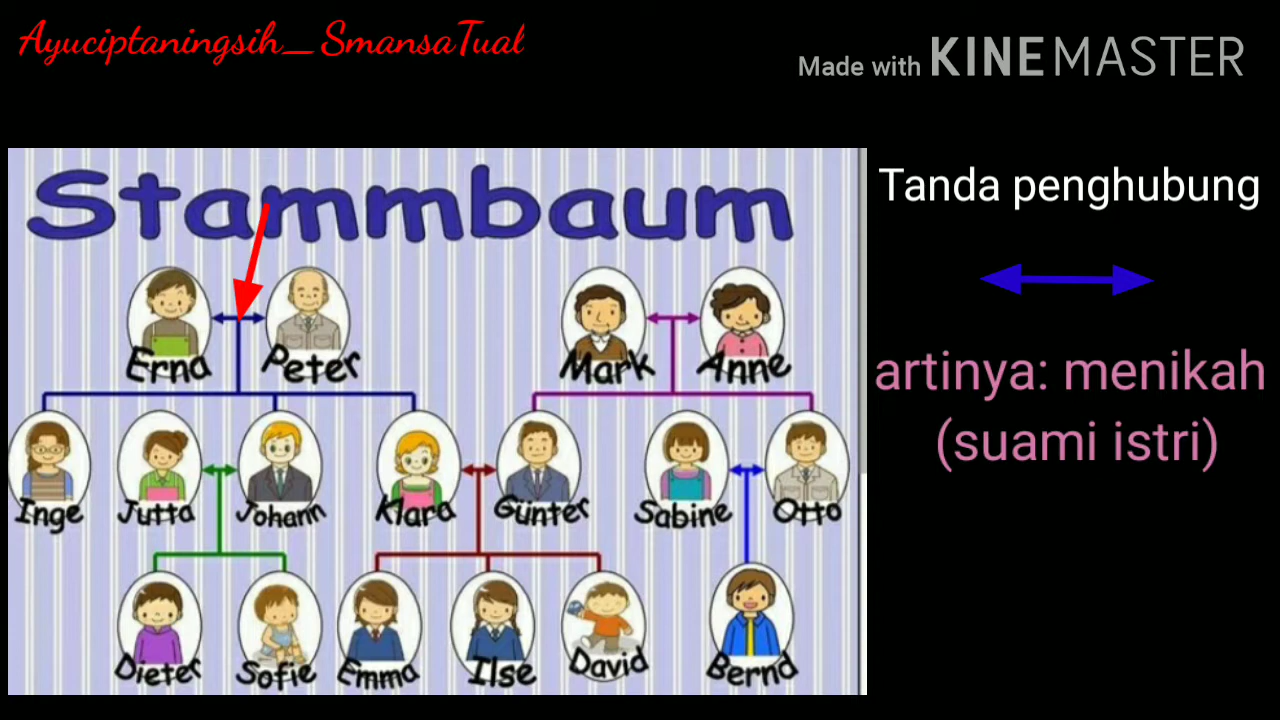 Ayuciptaningsih_SmansaTual
Made with KINEMASTER
Stammbaum
Tanda penghubung
artinya: menikah
(suami istri)
Erna Peter Mark Anne
Inge Jutta Johann Klara Günter Sabine Otto
Dieter Sofie Emma Ilse David Bernd